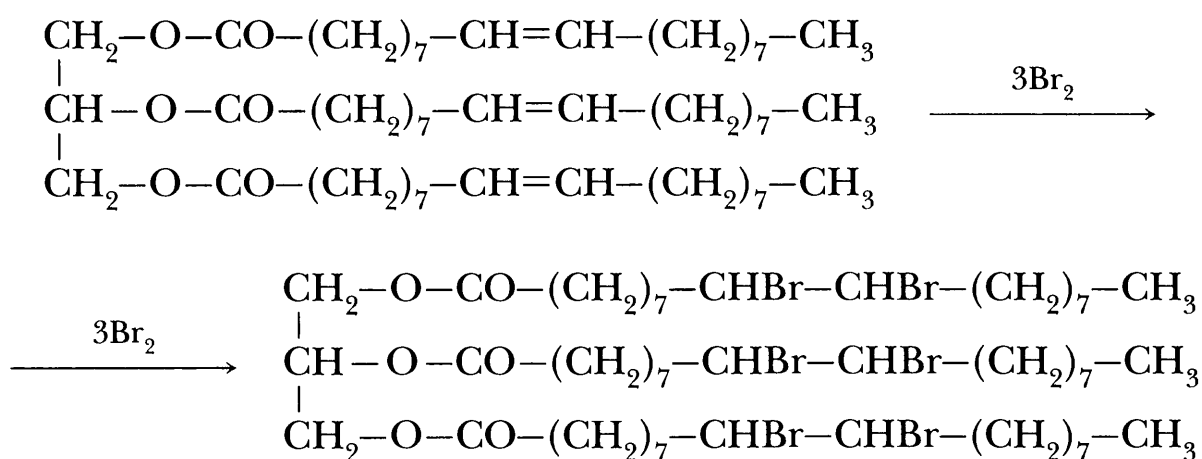 CH₂–O–CO–(CH₂)₇–CH=CH–(CH₂)₇–CH₃
CH–O–CO–(CH₂)₇–CH=CH–(CH₂)₇–CH₃
CH₂–O–CO–(CH₂)₇–CH=CH–(CH₂)₇–CH₃
3Br₂
3Br₂
CH₂–O–CO–(CH₂)₇–CHBr–CHBr–(CH₂)₇–CH₃
CH–O–CO–(CH₂)₇–CHBr–CHBr–(CH₂)₇–CH₃
CH₂–O–CO–(CH₂)₇–CHBr–CHBr–(CH₂)₇–CH₃